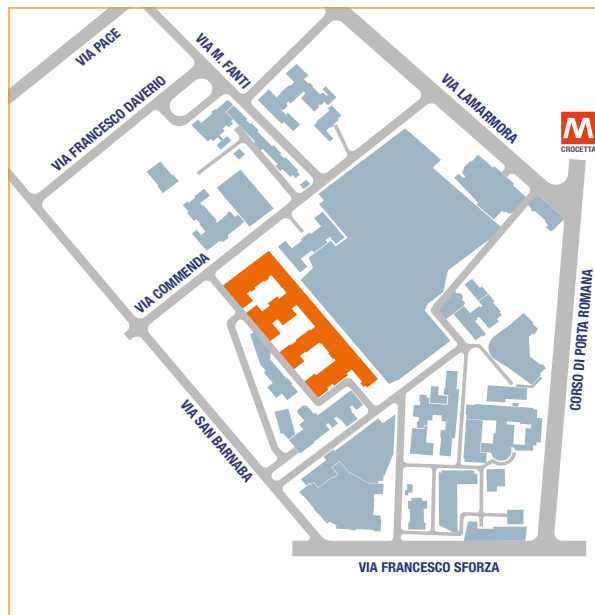 VIA PACE
VIA M. FANTI
VIA FRANCESCO DAVERIO
VIA LAMARMORA
M
CROCETTA
VIA COMMENDA
CORSO DI PORTA ROMANA
VIA SAN BARNABA
VIA FRANCESCO SFORZA